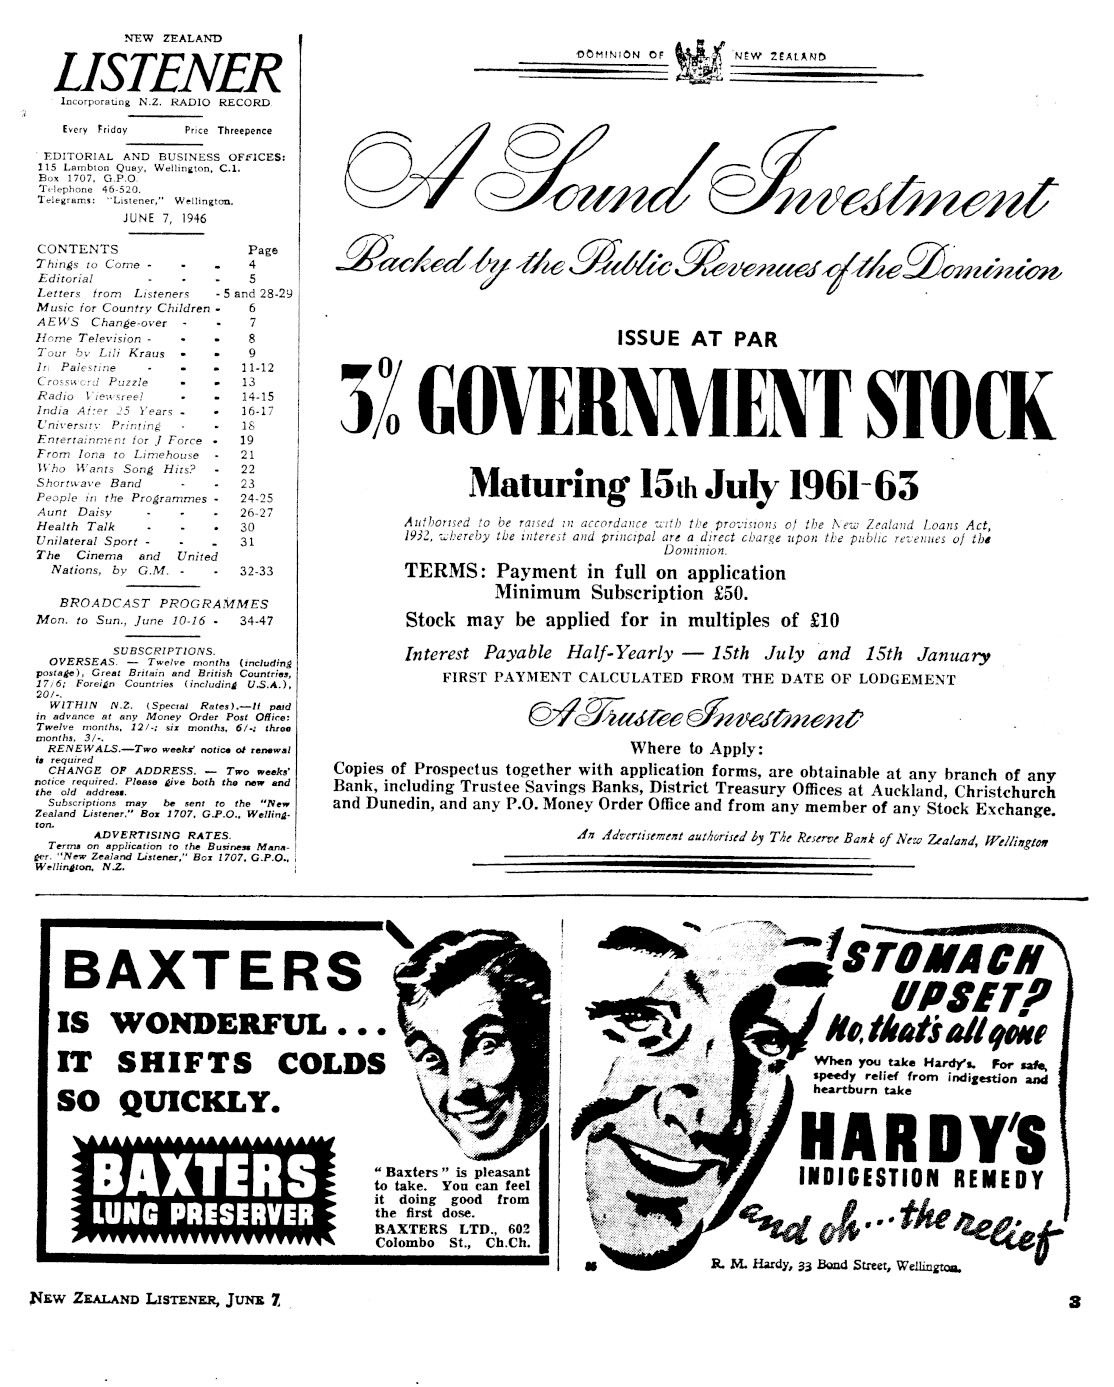 NEW ZEALAND
LISTENER
Incorporating N.Z. RADIO RECORD
Every Friday Price Threepence
EDITORIAL AND BUSINESS OFFICES:
115 Lambton Quay, Wellington, C.1.
Box 1707, G.P.O.
Telephone 46-520.
Telegrams: "Listener," Wellington.
JUNE 7, 1946
CONTENTS Page
Things to Come - - - 4
Editorial - - - 5
Letters from Listeners - 5 and 28-29
Music for Country Children - 6
AEWS Change-over - - 7
Home Television - - - 8
Tour by Lili Kraus - - 9
In Palestine - - - 11-12
Crossword Puzzle - - 13
Radio Viewsreel - - 14-15
India After 25 Years - - 16-17
University Printing - - 18
Entertainment for J Force - 19
From Iona to Limehouse - 21
Who Wants Song Hits? - 22
Shortwave Band - - 23
People in the Programmes - 24-25
Aunt Daisy - - - 26-27
Health Talk - - - 30
Unilateral Sport - - - 31
The Cinema and United
Nations, by G.M. - - 32-33
BROADCAST PROGRAMMES
Mon. to Sun., June 10-16 - 34-47
SUBSCRIPTIONS.
OVERSEAS. — Twelve months (including
postage), Great Britain and British Countries,
17/6; Foreign Countries (including U.S.A.),
20/-.
WITHIN N.Z. (Special Rates).—If paid
in advance at any Money Order Post Office:
Twelve months, 12/-; six months, 6/-; three
months, 3/-.
RENEWALS.—Two weeks' notice of renewal
is required
CHANGE OF ADDRESS. — Two weeks'
notice required. Please give both the new and
the old address.
Subscriptions may be sent to the "New
Zealand Listener," Box 1707, G.P.O., Welling-
ton.
ADVERTISING RATES.
Terms on application to the Business Mana-
ger. "New Zealand Listener," Box 1707, G.P.O.,
Wellington, N.Z.
DOMINION OF NEW ZEALAND
A Sound Investment
Backed by the Public Revenues of the Dominion
ISSUE AT PAR
3% GOVERNMENT STOCK
Maturing 15th July 1961-63
Authorised to be raised in accordance with the provisions of the New Zealand Loans Act,
1932, whereby the interest and principal are a direct charge upon the public revenues of the
Dominion.
TERMS: Payment in full on application
Minimum Subscription £50.
Stock may be applied for in multiples of £10
Interest Payable Half-Yearly — 15th July and 15th January
FIRST PAYMENT CALCULATED FROM THE DATE OF LODGEMENT
A Trustee Investment
Where to Apply:
Copies of Prospectus together with application forms, are obtainable at any branch of any
Bank, including Trustee Savings Banks, District Treasury Offices at Auckland, Christchurch
and Dunedin, and any P.O. Money Order Office and from any member of any Stock Exchange.
An Advertisement authorised by The Reserve Bank of New Zealand, Wellington
BAXTERS
IS WONDERFUL...
IT SHIFTS COLDS
SO QUICKLY.
BAXTERS
LUNG PRESERVER
"Baxters" is pleasant
to take. You can feel
it doing good from
the first dose.
BAXTERS LTD., 602
Colombo St., Ch.Ch.
STOMACH
UPSET?
No, that's all gone
When you take Hardy's. For safe,
speedy relief from indigestion and
heartburn take
HARDY'S
INDIGESTION REMEDY
and oh... the relief
R. M. Hardy, 33 Bond Street, Wellington.
NEW ZEALAND LISTENER, JUNE 7
3